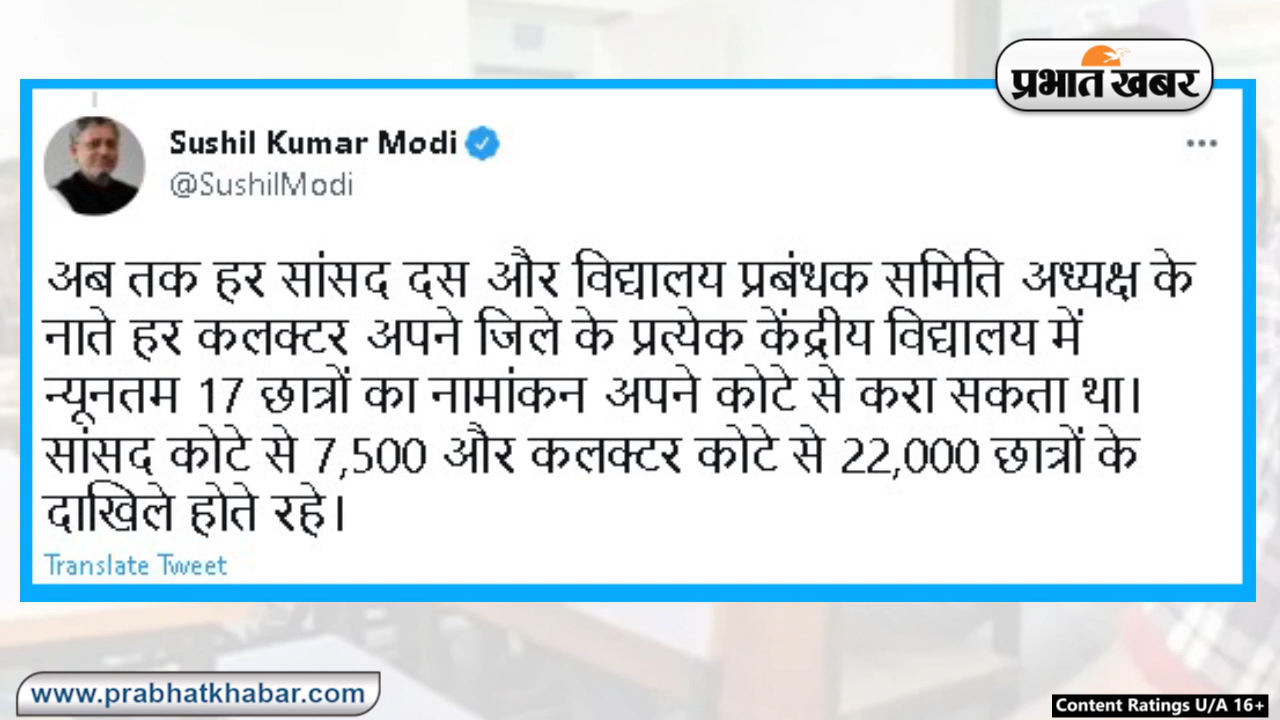 प्रभात खबर
Sushil Kumar Modi
@SushilModi
अब तक हर सांसद दस और विद्यालय प्रबंधक समिति अध्यक्ष के
नाते हर कलक्टर अपने जिले के प्रत्येक केंद्रीय विद्यालय में
न्यूनतम 17 छात्रों का नामांकन अपने कोटे से करा सकता था।
सांसद कोटे से 7,500 और कलक्टर कोटे से 22,000 छात्रों के
दाखिले होते रहे।
Translate Tweet
www.prabhatkhabar.com
Content Ratings U/A 16+